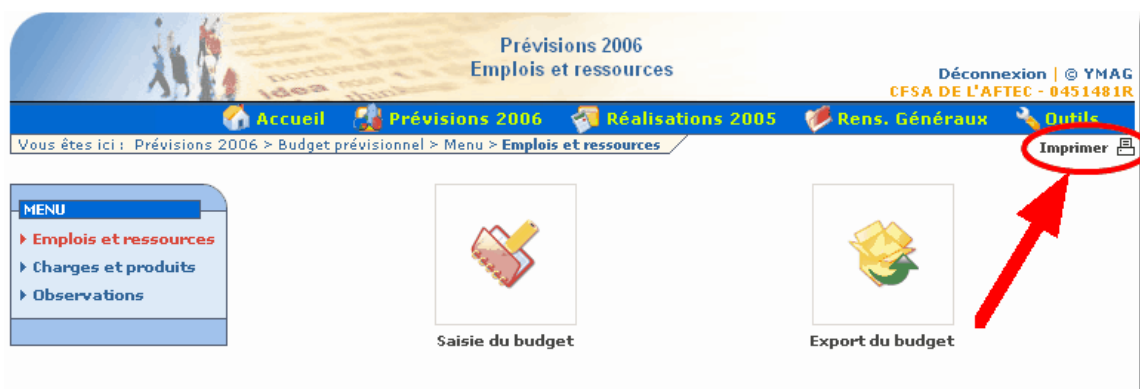 Prévisions 2006
Emplois et ressources
Déconnexion | © YMAG
CFSA DE L'AFTEC - 0451481R
Accueil Prévisions 2006 Réalisations 2005 Rens. Généraux Outils
Vous êtes ici : Prévisions 2006 > Budget prévisionnel > Menu > Emplois et ressources
Imprimer
MENU
Emplois et ressources
Charges et produits
Observations
Saisie du budget
Export du budget